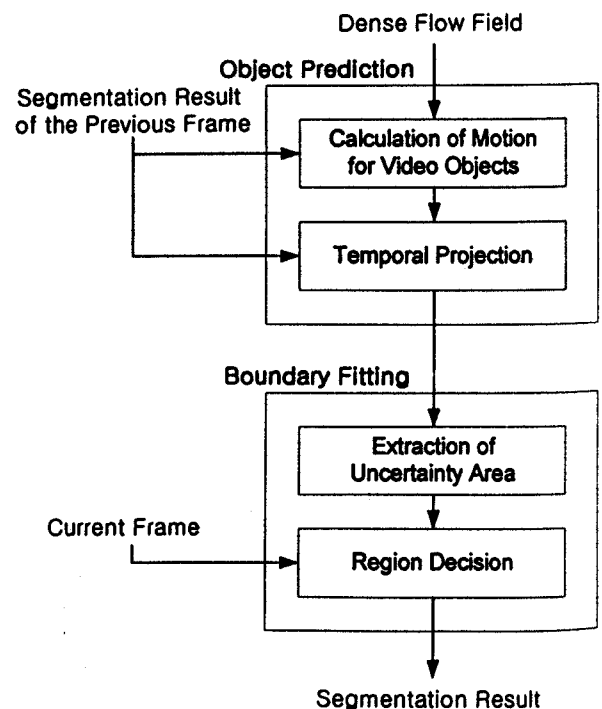 Dense Flow Field
Object Prediction
Segmentation Result
of the Previous Frame
Calculation of Motion
for Video Objects
Temporal Projection
Boundary Fitting
Extraction of
Uncertainty Area
Current Frame
Region Decision
Segmentation Result